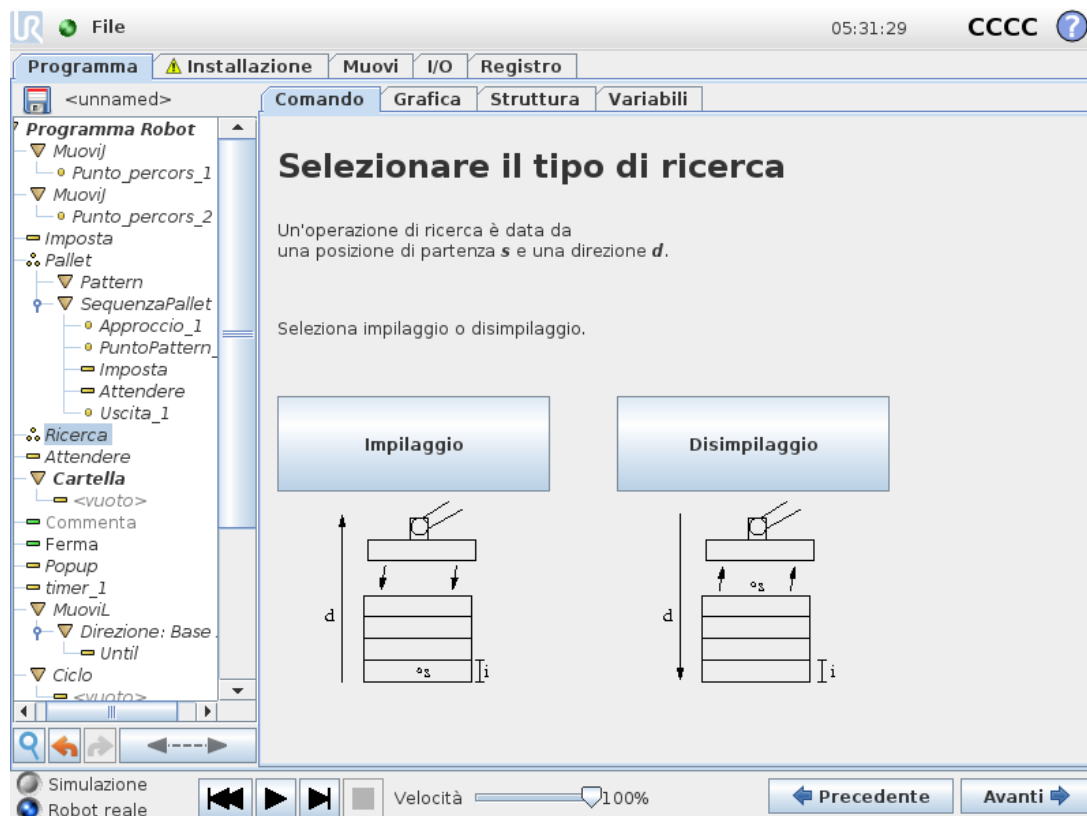 UR File 05:31:29 CCCC ?
Programma Installazione Muovi I/O Registro
<unnamed>
Comando Grafica Struttura Variabili
Programma Robot
MuoviJ
Punto_percors_1
MuoviJ
Punto_percors_2
Imposta
Pallet
Pattern
SequenzaPallet
Approccio_1
PuntoPattern_
Imposta
Attendere
Uscita_1
Ricerca
Attendere
Cartella
<vuoto>
Commenta
Ferma
Popup
timer_1
MuoviL
Direzione: Base
Until
Ciclo
<vuoto>
Selezionare il tipo di ricerca
Un'operazione di ricerca è data da
una posizione di partenza s e una direzione d.
Seleziona impilaggio o disimpilaggio.
Impilaggio
Disimpilaggio
d
s
i
d
s
i
Simulazione
Robot reale
Velocità 100%
Precedente
Avanti